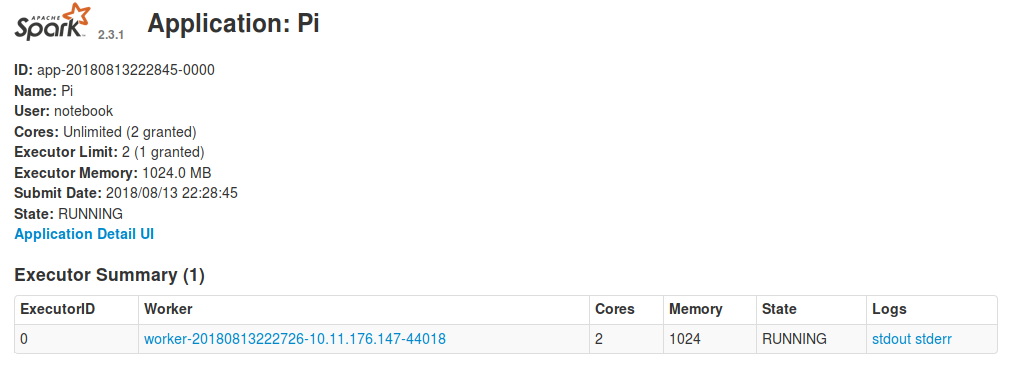 APACHE
Spark 2.3.1 Application: Pi
ID: app-20180813222845-0000
Name: Pi
User: notebook
Cores: Unlimited (2 granted)
Executor Limit: 2 (1 granted)
Executor Memory: 1024.0 MB
Submit Date: 2018/08/13 22:28:45
State: RUNNING
Application Detail UI
Executor Summary (1)
ExecutorID Worker Cores Memory State Logs
0 worker-20180813222726-10.11.176.147-44018 2 1024 RUNNING stdout stderr